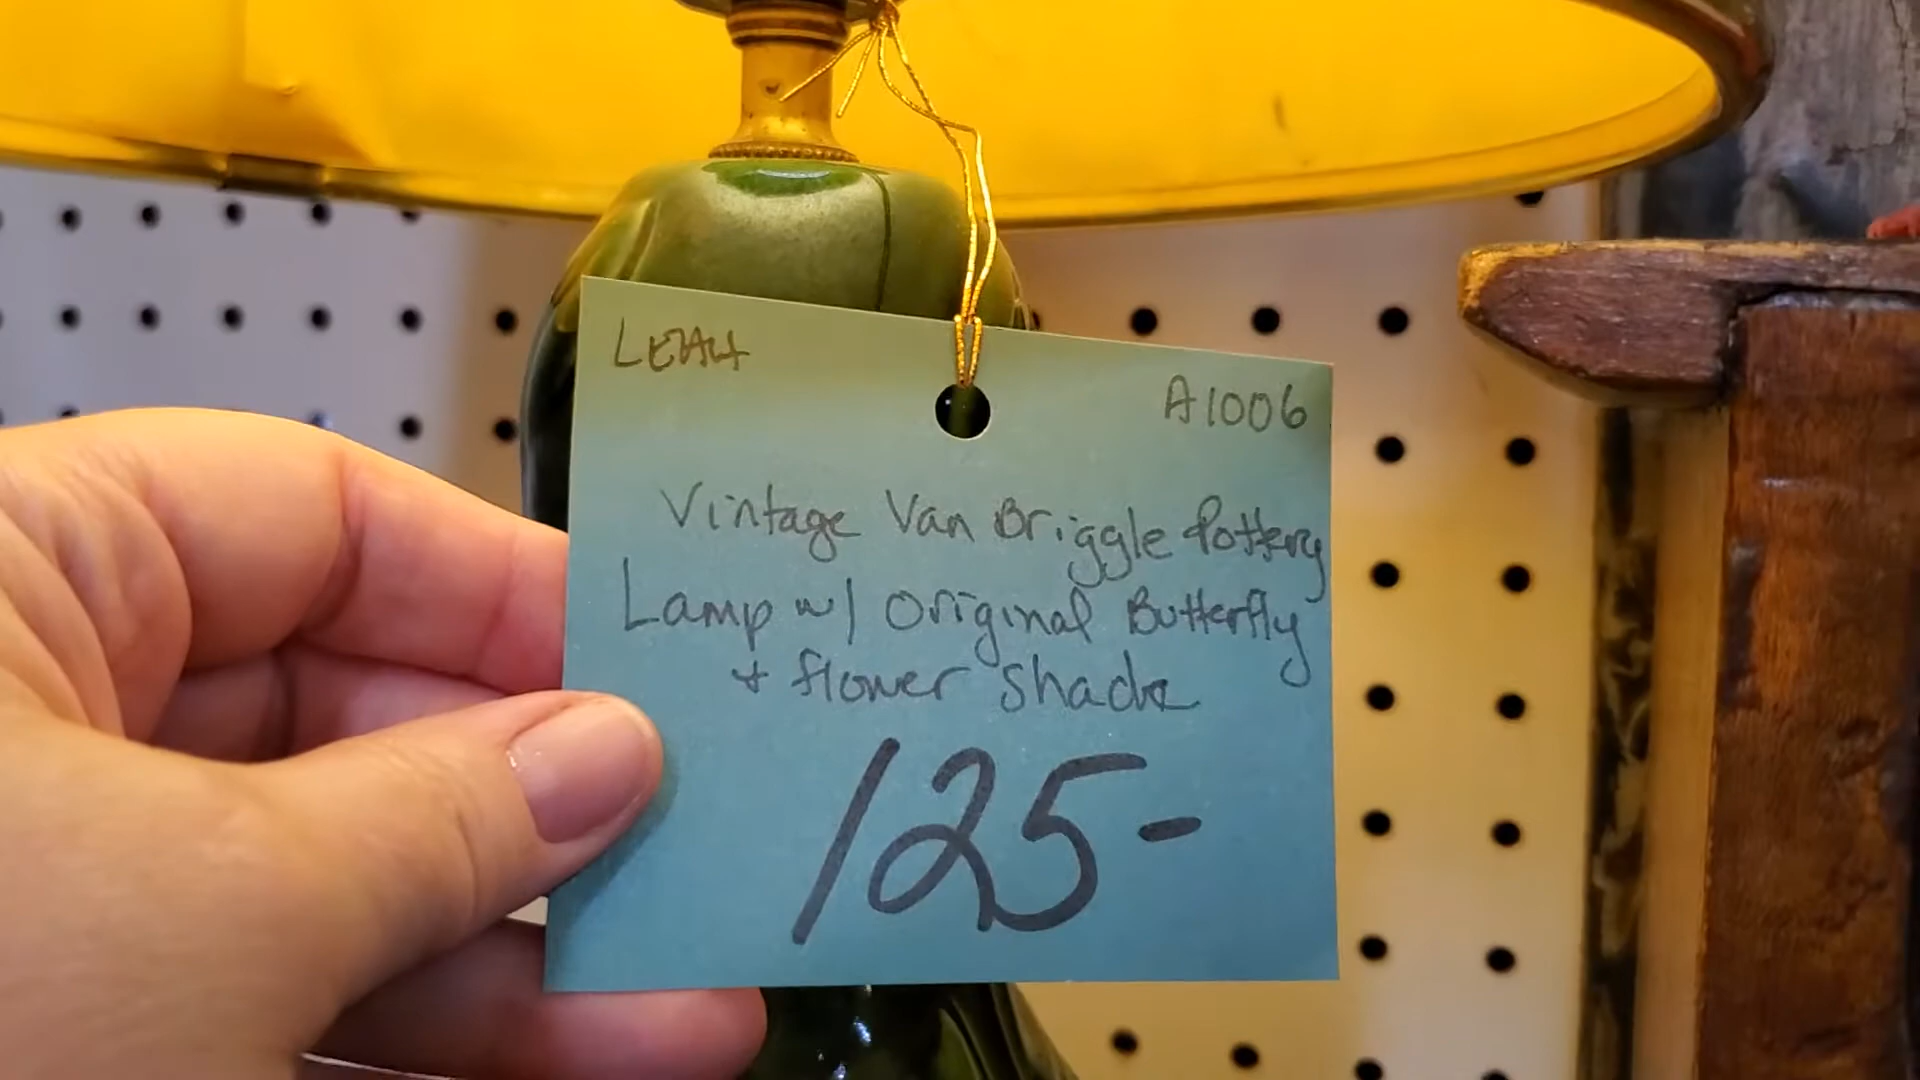 LEAH
A1006
Vintage Van Briggle Pottery
Lamp w/ Original Butterfly
+ flower shade
125-